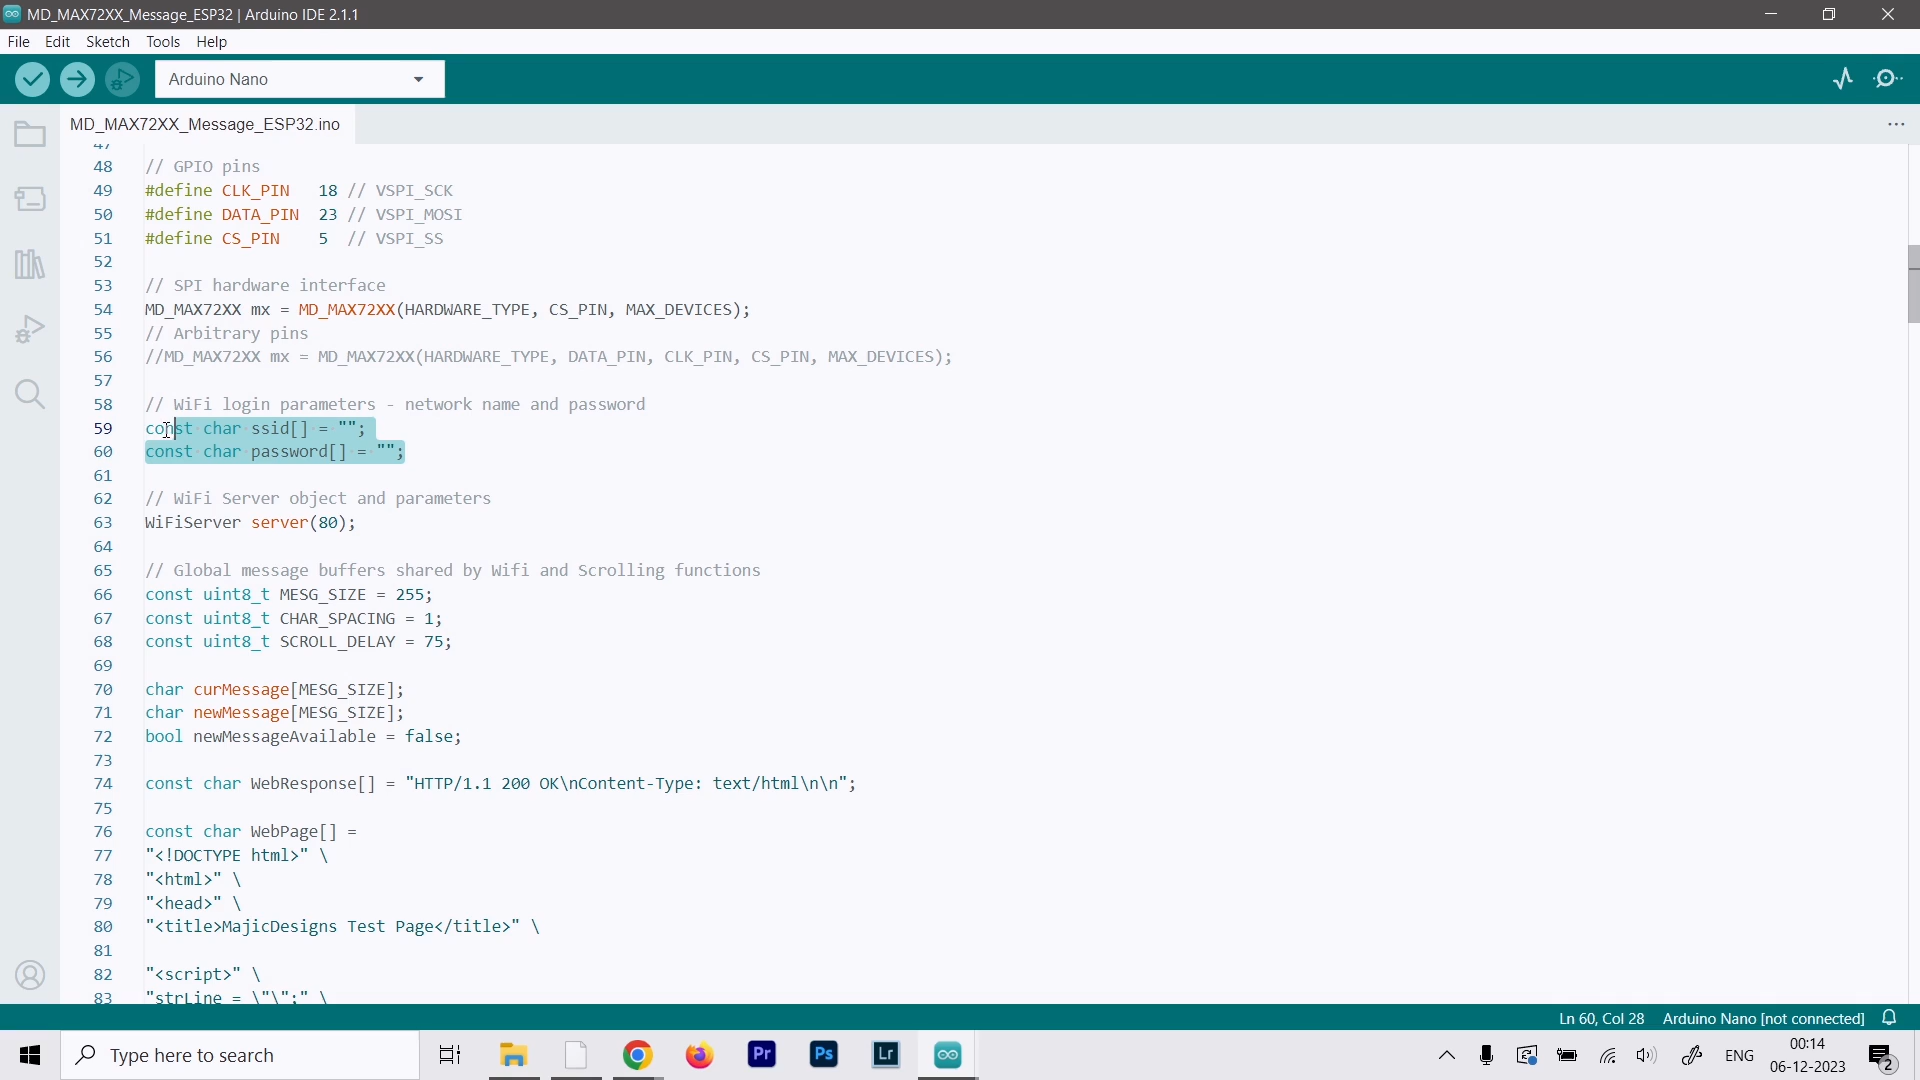 MD_MAX72XX_Message_ESP32 | Arduino IDE 2.1.1
File Edit Sketch Tools Help
Arduino Nano
MD_MAX72XX_Message_ESP32.ino
47
48 // GPIO pins
49 #define CLK_PIN 18 // VSPI_SCK
50 #define DATA_PIN 23 // VSPI_MOSI
51 #define CS_PIN 5 // VSPI_SS
52
53 // SPI hardware interface
54 MD_MAX72XX mx = MD_MAX72XX(HARDWARE_TYPE, CS_PIN, MAX_DEVICES);
55 // Arbitrary pins
56 //MD_MAX72XX mx = MD_MAX72XX(HARDWARE_TYPE, DATA_PIN, CLK_PIN, CS_PIN, MAX_DEVICES);
57
58 // WiFi login parameters - network name and password
59 const char ssid[] = "";
60 const char password[] = "";
61
62 // WiFi Server object and parameters
63 WiFiServer server(80);
64
65 // Global message buffers shared by Wifi and Scrolling functions
66 const uint8_t MESG_SIZE = 255;
67 const uint8_t CHAR_SPACING = 1;
68 const uint8_t SCROLL_DELAY = 75;
69
70 char curMessage[MESG_SIZE];
71 char newMessage[MESG_SIZE];
72 bool newMessageAvailable = false;
73
74 const char WebResponse[] = "HTTP/1.1 200 OK\nContent-Type: text/html\n\n";
75
76 const char WebPage[] =
77 "<!DOCTYPE html>" \
78 "<html>" \
79 "<head>" \
80 "<title>MajicDesigns Test Page</title>" \
81
82 "<script>" \
83 "strLine = \"\";" \
Ln 60, Col 28 Arduino Nano [not connected]
Type here to search
Pr
Ps
Lr
ENG
00:14
06-12-2023
2